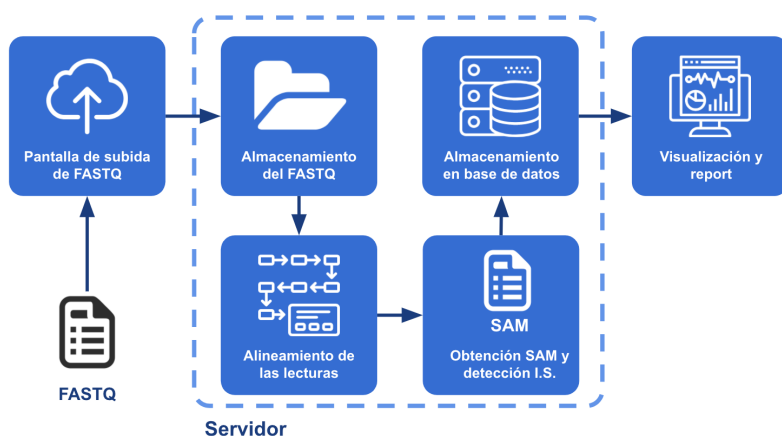 Pantalla de subida
de FASTQ
Almacenamiento
del FASTQ
Almacenamiento
en base de datos
Visualización y
report
SAM
Alineamiento de
las lecturas
Obtención SAM y
detección I.S.
FASTQ
Servidor